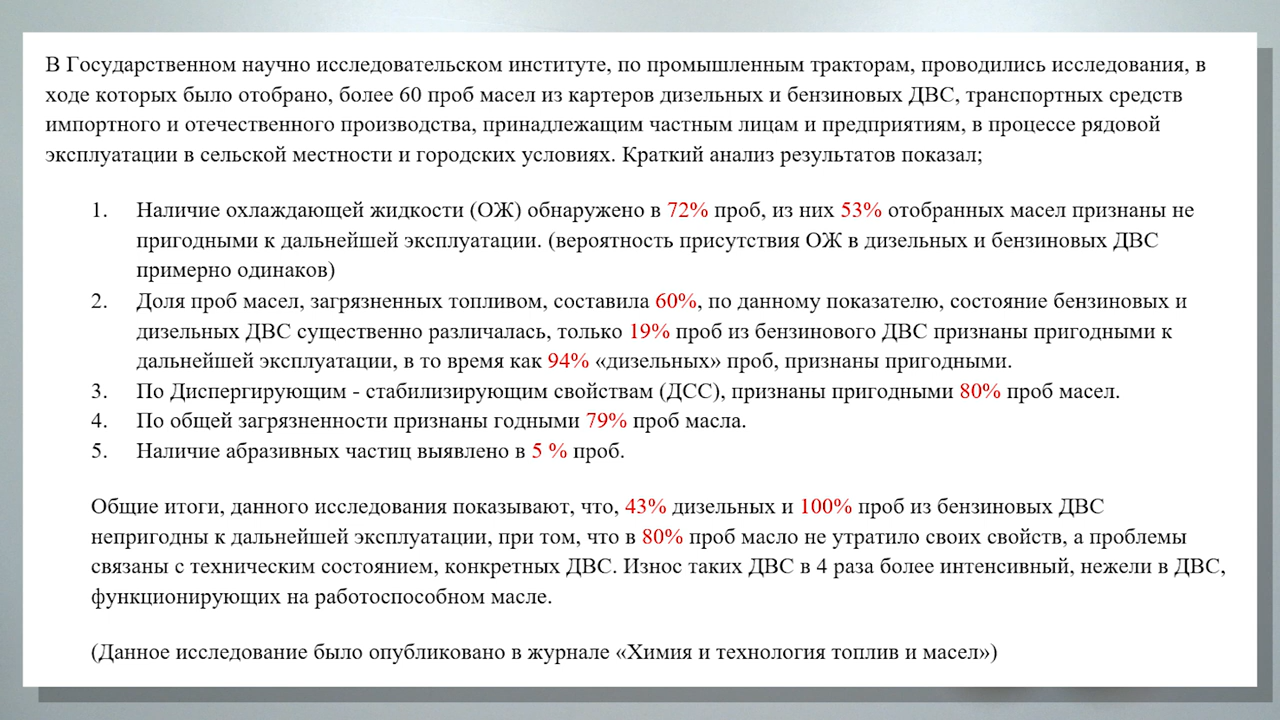 В Государственном научно исследовательском институте, по промышленным тракторам, проводились исследования, в
ходе которых было отобрано, более 60 проб масел из картеров дизельных и бензиновых ДВС, транспортных средств
импортного и отечественного производства, принадлежащим частным лицам и предприятиям, в процессе рядовой
эксплуатации в сельской местности и городских условиях. Краткий анализ результатов показал;
1. Наличие охлаждающей жидкости (ОЖ) обнаружено в 72% проб, из них 53% отобранных масел признаны не
пригодными к дальнейшей эксплуатации. (вероятность присутствия ОЖ в дизельных и бензиновых ДВС
примерно одинаков)
2. Доля проб масел, загрязненных топливом, составила 60%, по данному показателю, состояние бензиновых и
дизельных ДВС существенно различалась, только 19% проб из бензинового ДВС признаны пригодными к
дальнейшей эксплуатации, в то время как 94% «дизельных» проб, признаны пригодными.
3. По Диспергирующим - стабилизирующим свойствам (ДСС), признаны пригодными 80% проб масел.
4. По общей загрязненности признаны годными 79% проб масла.
5. Наличие абразивных частиц выявлено в 5 % проб.
Общие итоги, данного исследования показывают, что, 43% дизельных и 100% проб из бензиновых ДВС
непригодны к дальнейшей эксплуатации, при том, что в 80% проб масло не утратило своих свойств, а проблемы
связаны с техническим состоянием, конкретных ДВС. Износ таких ДВС в 4 раза более интенсивный, нежели в ДВС,
функционирующих на работоспособном масле.
(Данное исследование было опубликовано в журнале «Химия и технология топлив и масел»)